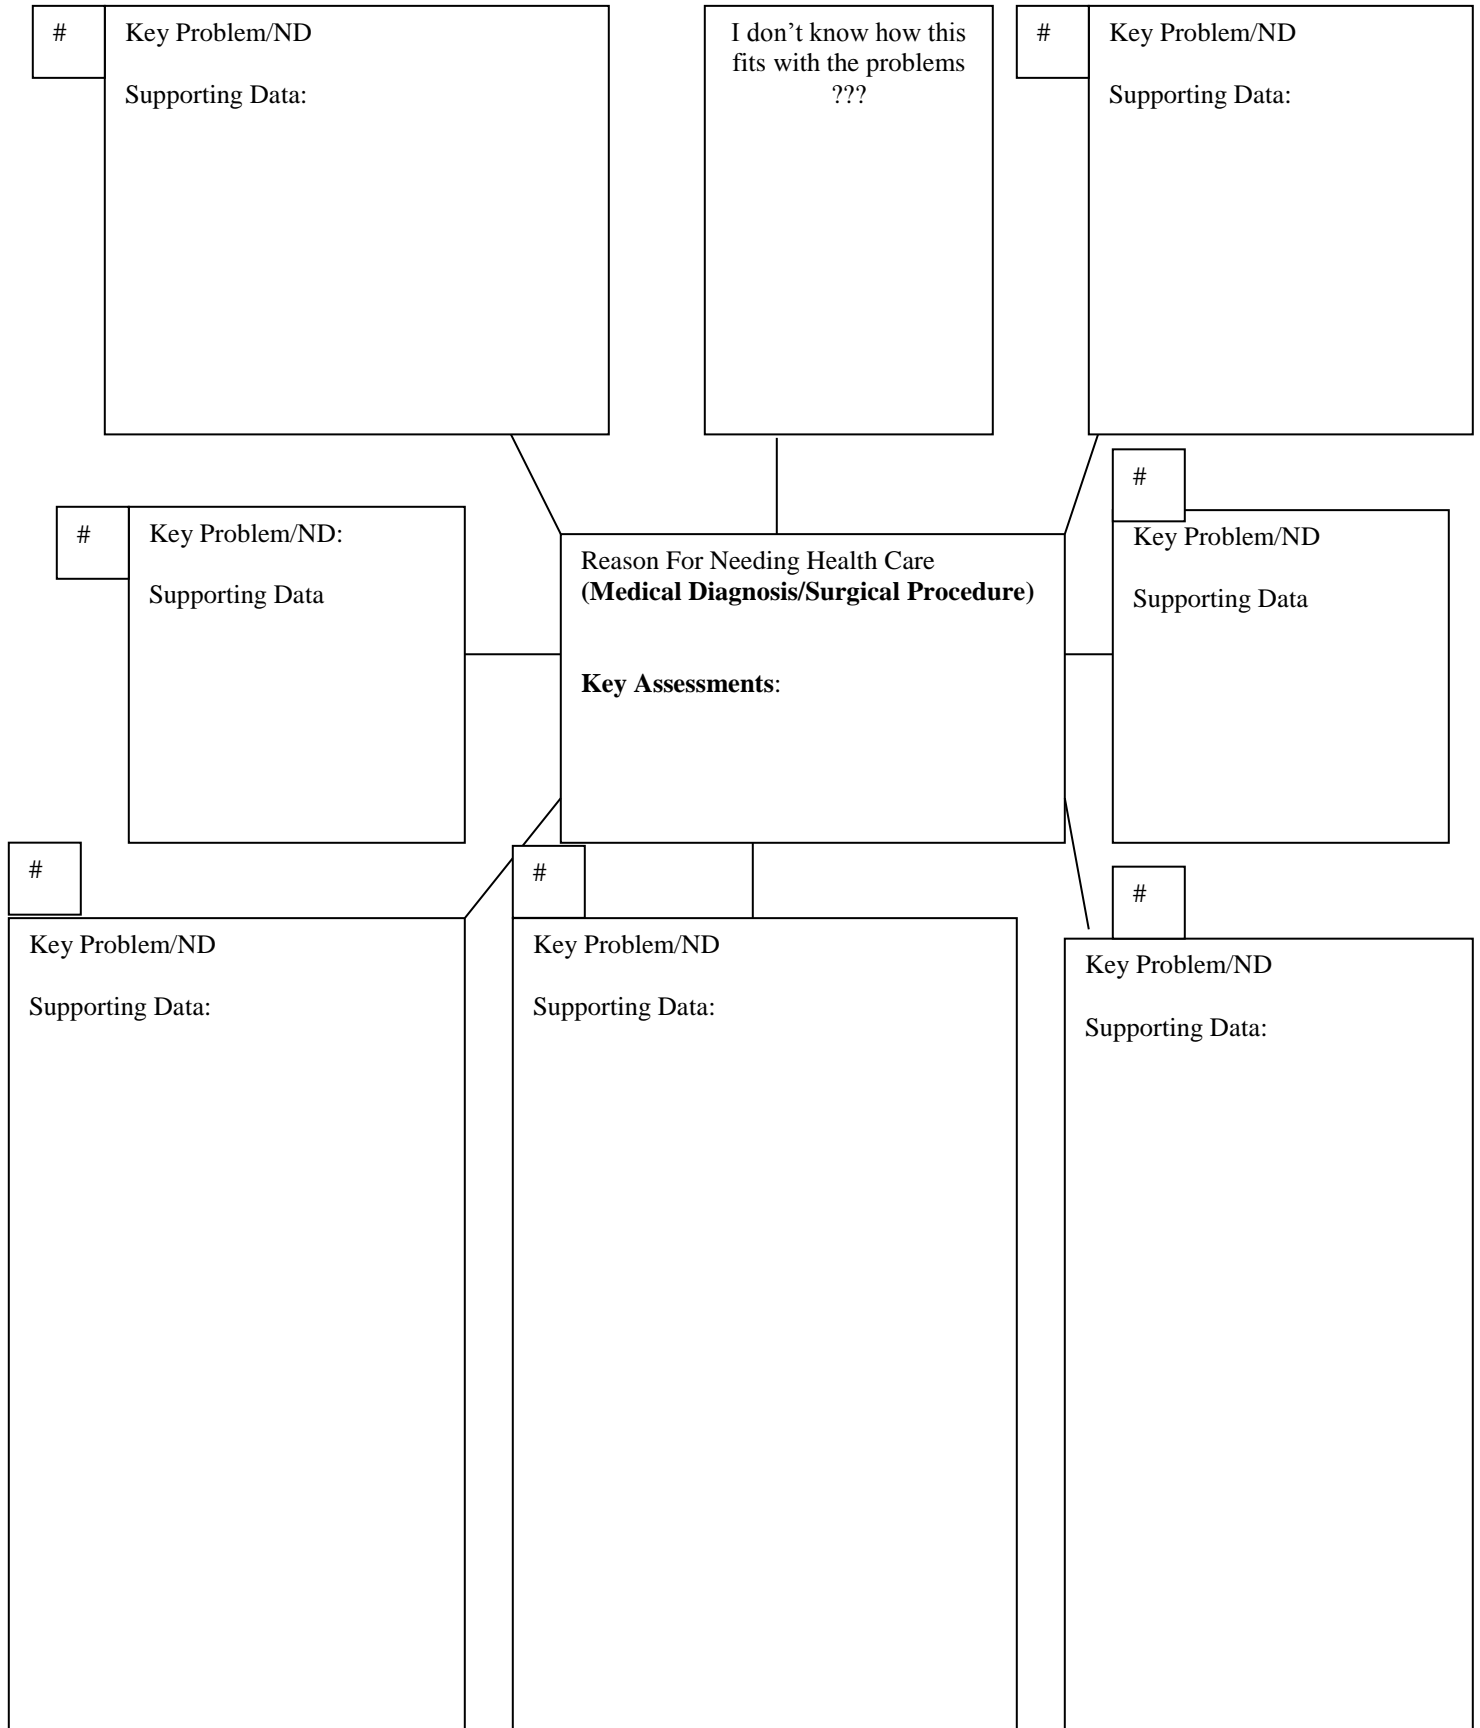 #
Key Problem/ND
Supporting Data:
I don’t know how this
fits with the problems
???
#
Key Problem/ND
Supporting Data:
#
Key Problem/ND:
Supporting Data
Reason For Needing Health Care
(Medical Diagnosis/Surgical Procedure)
Key Assessments:
#
Key Problem/ND
Supporting Data
#
Key Problem/ND
Supporting Data:
#
Key Problem/ND
Supporting Data:
#
Key Problem/ND
Supporting Data: